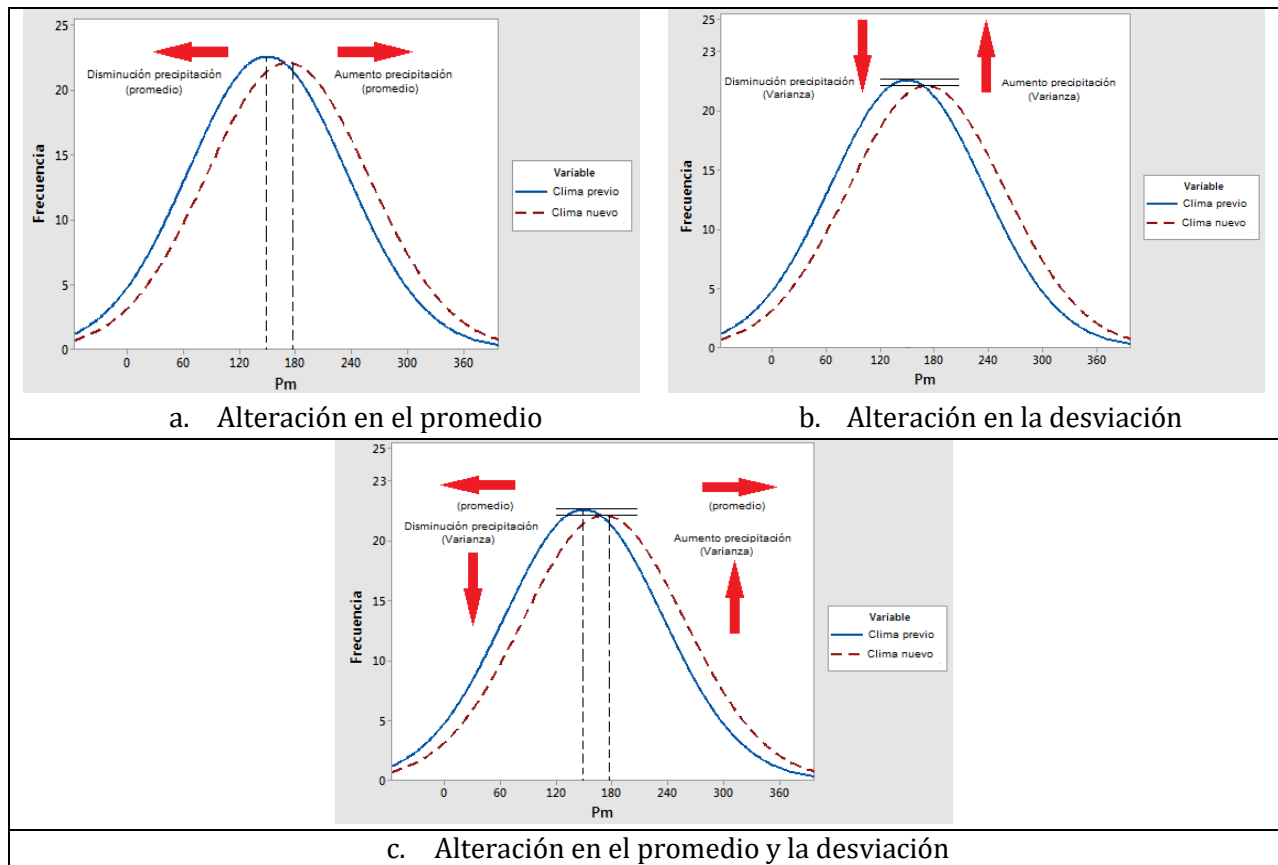 25
20
15
10
5
0
Frecuencia
Disminución precipitación
(promedio)
Aumento precipitación
(promedio)
0 60 120 180 240 300 360
Pm
Variable
Clima previo
Clima nuevo
a. Alteración en el promedio
25
23
20
15
10
5
0
Frecuencia
Disminución precipitación
(Varianza)
Aumento precipitación
(Varianza)
0 60 120 180 240 300 360
Pm
Variable
Clima previo
Clima nuevo
b. Alteración en la desviación
25
23
20
15
10
5
0
Frecuencia
(promedio)
Disminución precipitación
(Varianza)
(promedio)
Aumento precipitación
(Varianza)
0 60 120 180 240 300 360
Pm
Variable
Clima previo
Clima nuevo
c. Alteración en el promedio y la desviación